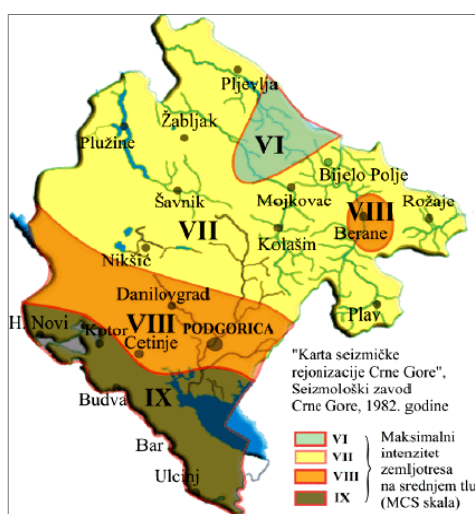 Pljevlja
Žabljak
Plužine
VI
Bijelo Polje
Šavnik
Mojkovac
VIII
Rožaje
Berane
VII
Kolašin
Nikšić
Danilovgrad
Plav
VIII
PODGORICA
H. Novi
Kotor
Cetinje
IX
Budva
Bar
Ulcinj
"Karta seizmičke
rejonizacije Crne Gore",
Seizmološki zavod
Crne Gore, 1982. godine
VI
VII
VIII
IX
Maksimalni
intenzitet
zemljotresa
na srednjem tlu
(MCS skala)